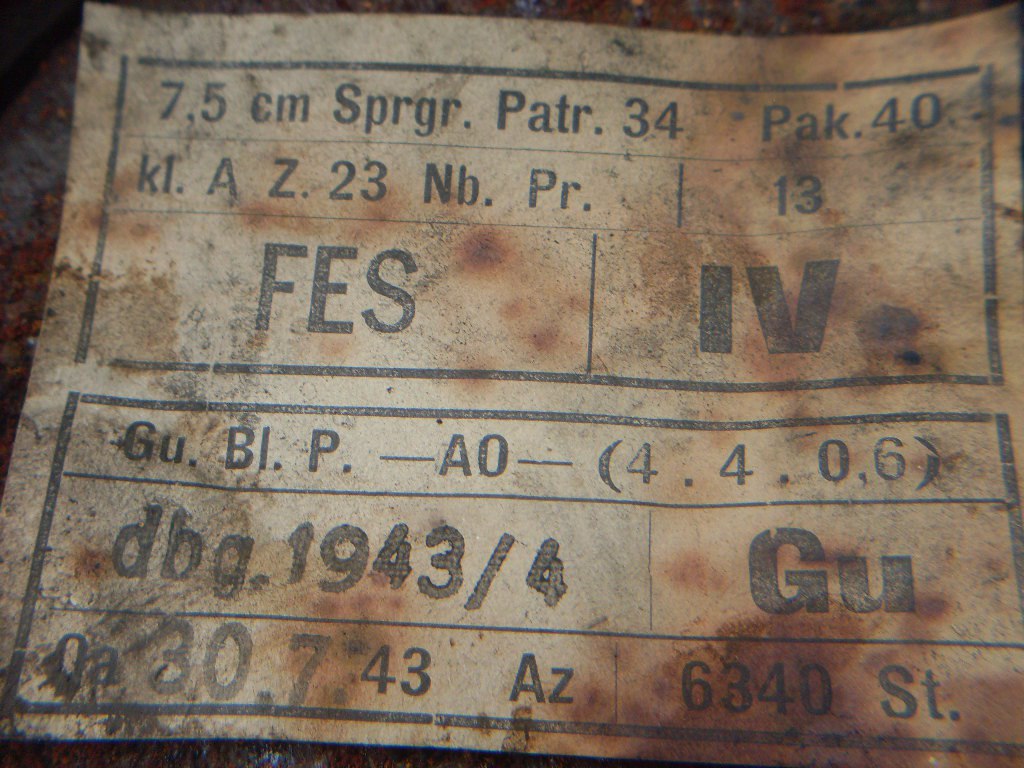 7,5 cm Sprgr. Patr. 34 Pak. 40
kl. A Z. 23 Nb. Pr. 13
FES IV
Gu. Bl. P. —AO— (4 . 4 . 0,6)
dbg. 1943/4 Gu
30.7. 43 Az 6340 St.